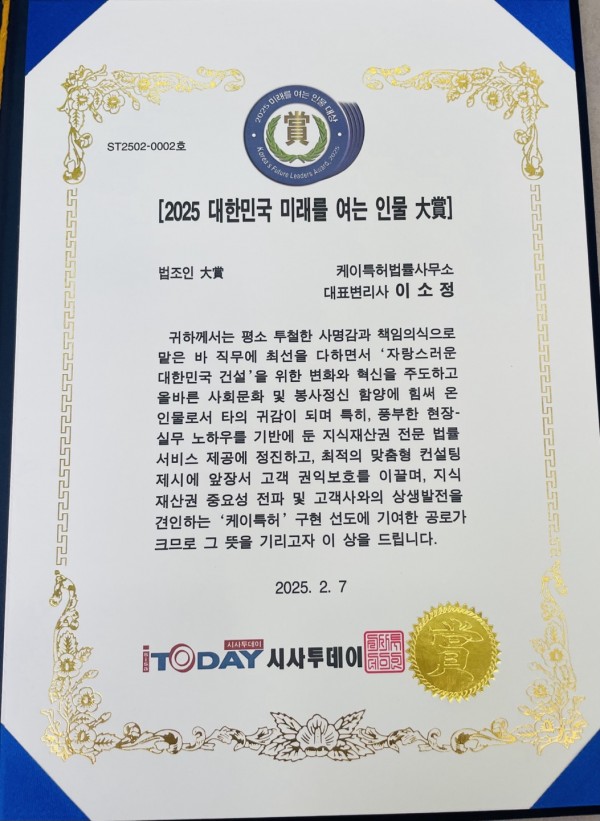 2025 미래를 여는 인물 대상
賞
Korea's Future Leaders Award, 2025
ST2502-0002호
[2025 대한민국 미래를 여는 인물 大賞]
법조인 大賞
케이특허법률사무소
대표변리사 이 소 정
귀하께서는 평소 투철한 사명감과 책임의식으로
맡은 바 직무에 최선을 다하면서 ‘자랑스러운
대한민국 건설’을 위한 변화와 혁신을 주도하고
올바른 사회문화 및 봉사정신 함양에 힘써 온
인물로서 타의 귀감이 되며 특히, 풍부한 현장-
실무 노하우를 기반에 둔 지식재산권 전문 법률
서비스 제공에 정진하고, 최적의 맞춤형 컨설팅
제시에 앞장서 고객 권익보호를 이끌며, 지식
재산권 중요성 전파 및 고객사와의 상생발전을
견인하는 ‘케이특허’ 구현 선도에 기여한 공로가
크므로 그 뜻을 기리고자 이 상을 드립니다.
2025. 2. 7
시사투데이
TODAY 시사투데이
賞